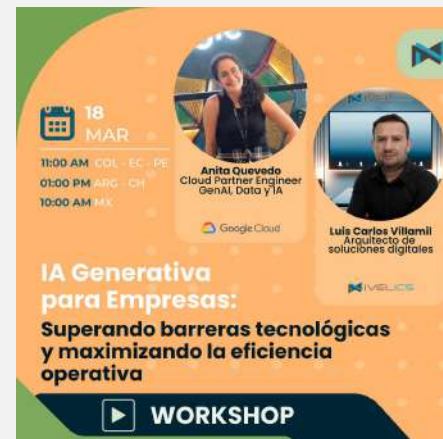 18
MAR
11:00 AM COL - EC - PE
01:00 PM ARG - CH
10:00 AM MX
Anita Quevedo
Cloud Partner Engineer
GenAI, Data y IA
Google Cloud
Luis Carlos Villamil
Arquitecto de
soluciones digitales
NIVELICS
IA Generativa
para Empresas:
Superando barreras tecnológicas
y maximizando la eficiencia
operativa
WORKSHOP